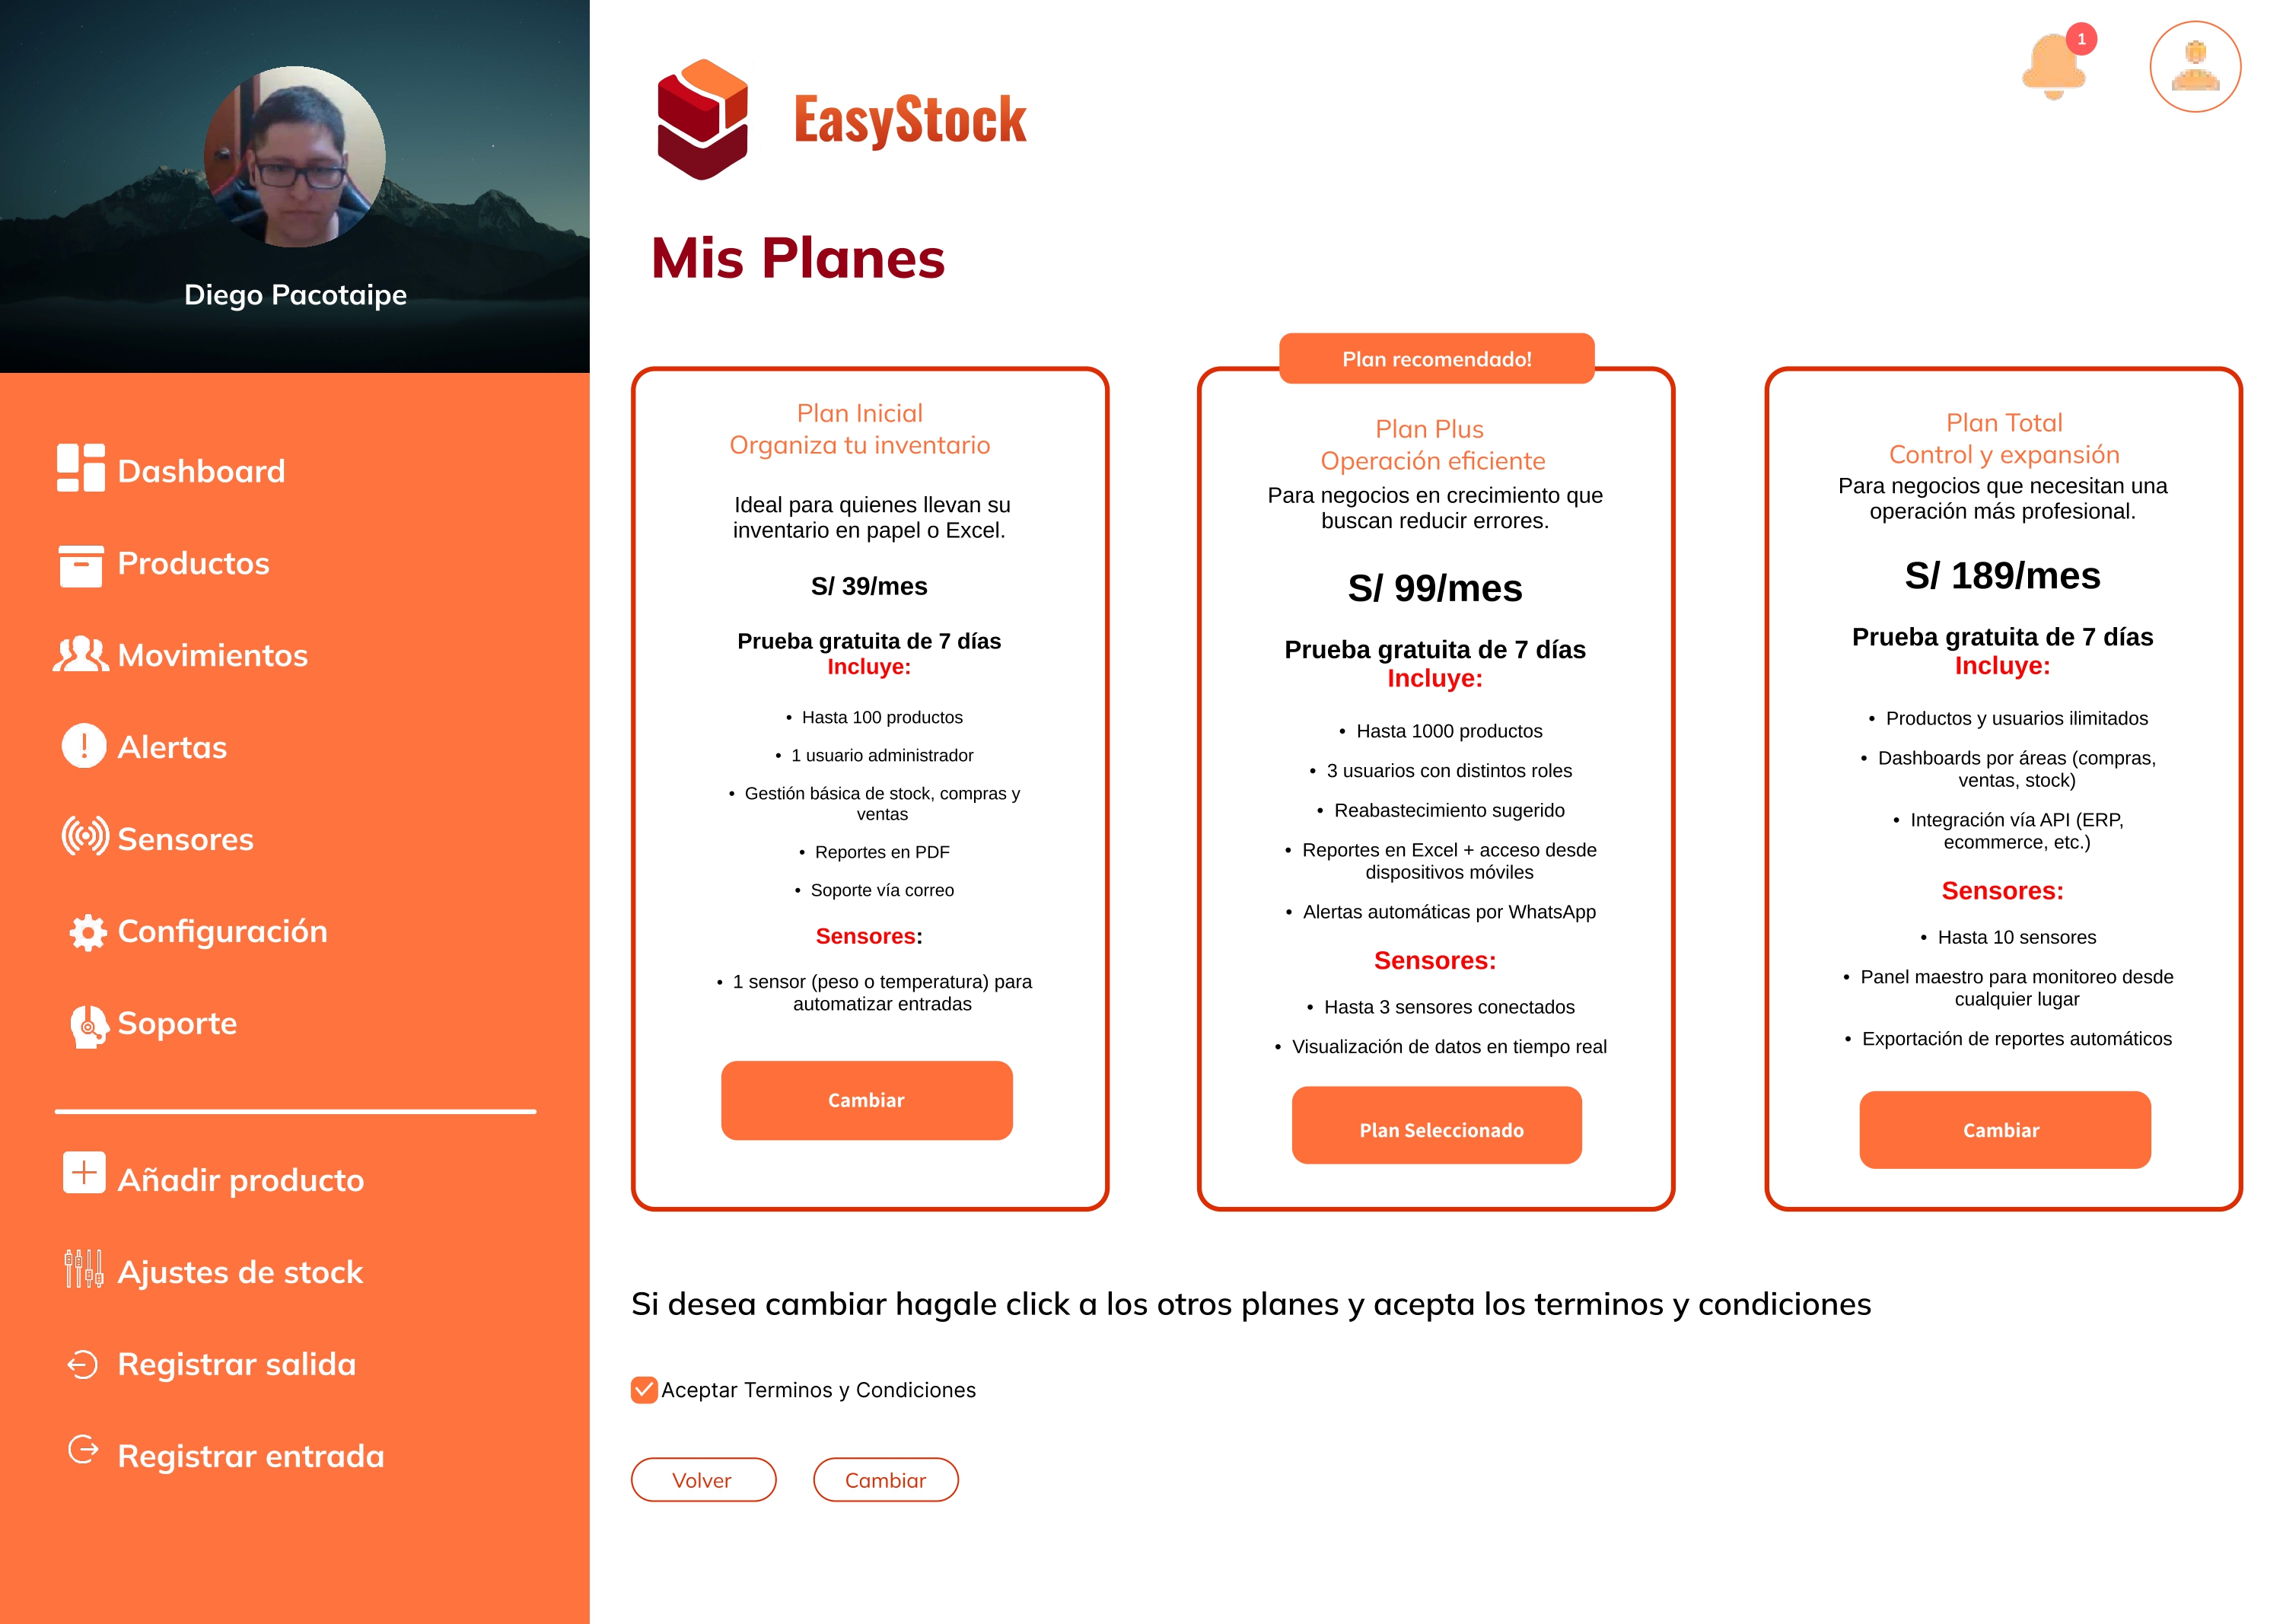 Diego Pacotaipe
Dashboard
Productos
Movimientos
Alertas
Sensores
Configuración
Soporte
Añadir producto
Ajustes de stock
Registrar salida
Registrar entrada
EasyStock
1
Mis Planes
Plan Inicial
Organiza tu inventario
Ideal para quienes llevan su
inventario en papel o Excel.
S/ 39/mes
Prueba gratuita de 7 días
Incluye:
• Hasta 100 productos
• 1 usuario administrador
• Gestión básica de stock, compras y
ventas
• Reportes en PDF
• Soporte vía correo
Sensores:
• 1 sensor (peso o temperatura) para
automatizar entradas
Cambiar
Plan recomendado!
Plan Plus
Operación eficiente
Para negocios en crecimiento que
buscan reducir errores.
S/ 99/mes
Prueba gratuita de 7 días
Incluye:
• Hasta 1000 productos
• 3 usuarios con distintos roles
• Reabastecimiento sugerido
• Reportes en Excel + acceso desde
dispositivos móviles
• Alertas automáticas por WhatsApp
Sensores:
• Hasta 3 sensores conectados
• Visualización de datos en tiempo real
Plan Seleccionado
Plan Total
Control y expansión
Para negocios que necesitan una
operación más profesional.
S/ 189/mes
Prueba gratuita de 7 días
Incluye:
• Productos y usuarios ilimitados
• Dashboards por áreas (compras,
ventas, stock)
• Integración vía API (ERP,
ecommerce, etc.)
Sensores:
• Hasta 10 sensores
• Panel maestro para monitoreo desde
cualquier lugar
• Exportación de reportes automáticos
Cambiar
Si desea cambiar hagale click a los otros planes y acepta los terminos y condiciones
Aceptar Terminos y Condiciones
Volver
Cambiar